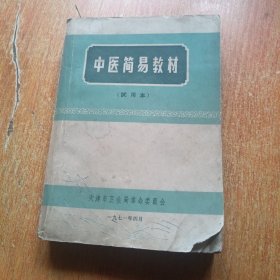 中医简易教材
（试用本）
天津市卫生局革命委员会
一九七一年四月